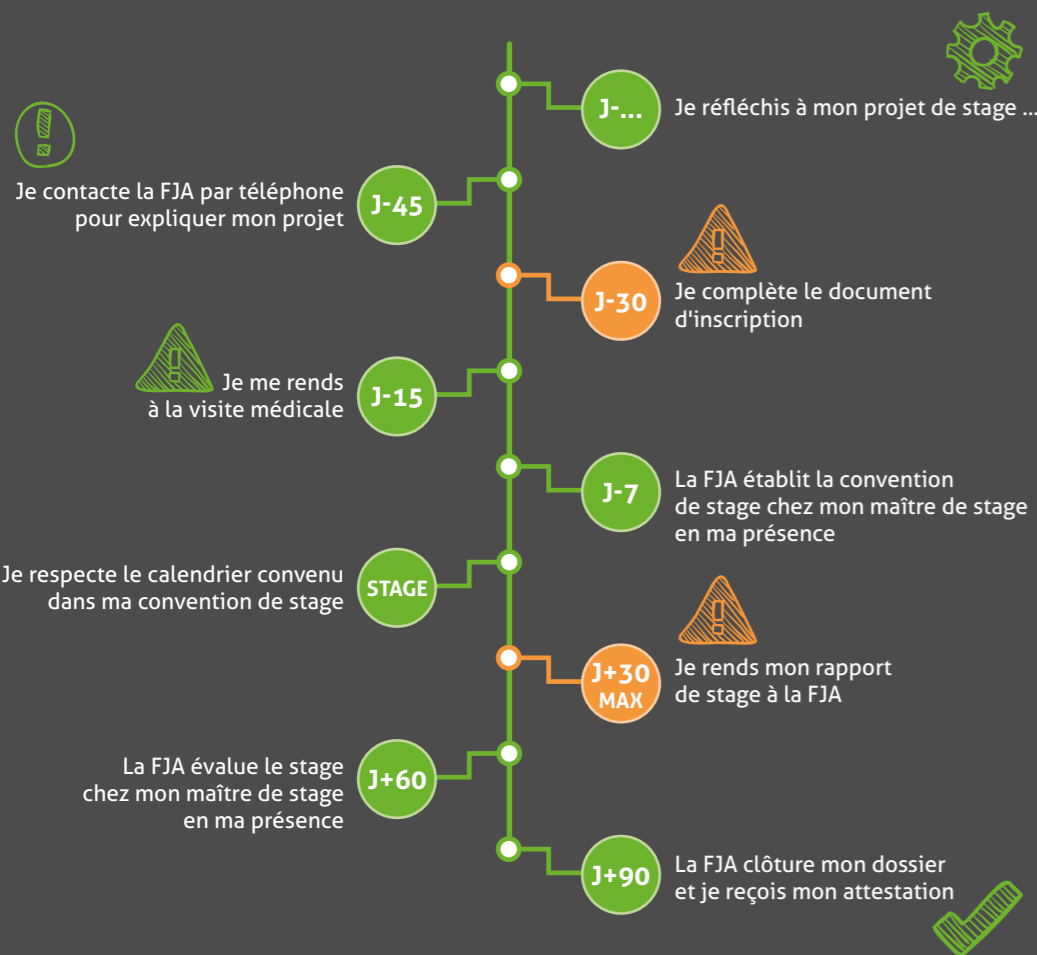 J-...
Je réfléchis à mon projet de stage ...
Je contacte la FJA par téléphone
pour expliquer mon projet
J-45
J-30
Je complète le document
d'inscription
Je me rends
à la visite médicale
J-15
J-7
La FJA établit la convention
de stage chez mon maître de stage
en ma présence
Je respecte le calendrier convenu
dans ma convention de stage
STAGE
J+30
MAX
Je rends mon rapport
de stage à la FJA
La FJA évalue le stage
chez mon maître de stage
en ma présence
J+60
J+90
La FJA clôture mon dossier
et je reçois mon attestation